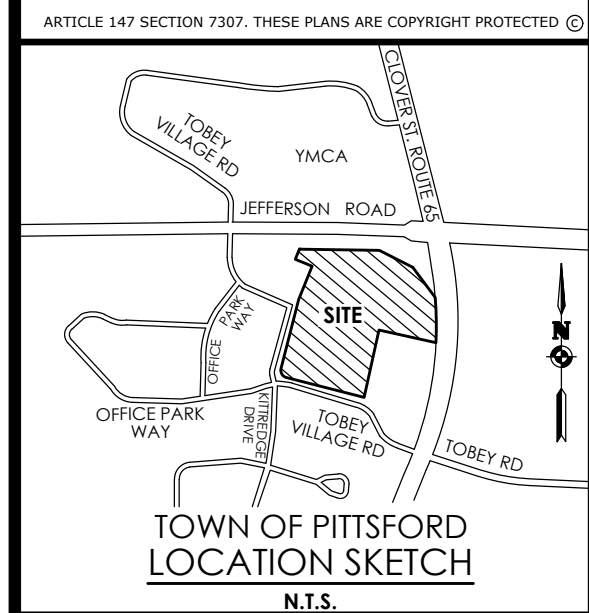 ARTICLE 147 SECTION 7307. THESE PLANS ARE COPYRIGHT PROTECTED ©
CLOVER ST. ROUTE 65
TOBEY
VILLAGE RD
YMCA
JEFFERSON ROAD
SITE
OFFICE
PARK
WAY
N
OFFICE PARK
WAY
KITTREDGE
DRIVE
TOBEY
VILLAGE RD
TOBEY RD
TOWN OF PITTSFORD
LOCATION SKETCH
N.T.S.